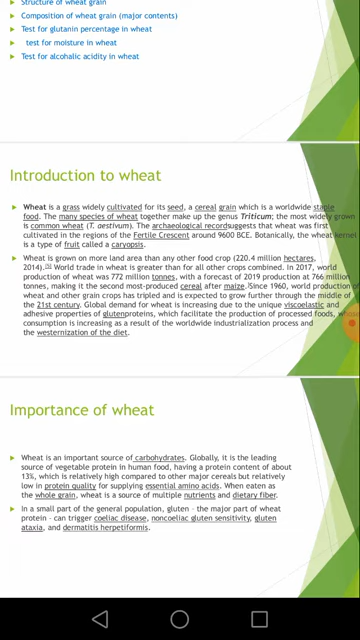 Structure of wheat grain
Composition of wheat grain (major contents)
Test for glutanin percentage in wheat
test for moisture in wheat
Test for alcohalic acidity in wheat
Introduction to wheat
Wheat is a grass widely cultivated for its seed, a cereal grain which is a worldwide staple
food. The many species of wheat together make up the genus Triticum; the most widely grown
is common wheat (T. aestivum). The archaeological recordsuggests that wheat was first
cultivated in the regions of the Fertile Crescent around 9600 BCE. Botanically, the wheat kernel
is a type of fruit called a caryopsis.
Wheat is grown on more land area than any other food crop (220.4 million hectares,
2014).[5] World trade in wheat is greater than for all other crops combined. In 2017, world
production of wheat was 772 million tonnes, with a forecast of 2019 production at 766 million
tonnes, making it the second most-produced cereal after maize. Since 1960, world production of
wheat and other grain crops has tripled and is expected to grow further through the middle of
the 21st century. Global demand for wheat is increasing due to the unique viscoelastic and
adhesive properties of glutenproteins, which facilitate the production of processed foods,
consumption is increasing as a result of the worldwide industrialization process and
the westernization of the diet.
Importance of wheat
Wheat is an important source of carbohydrates. Globally, it is the leading
source of vegetable protein in human food, having a protein content of about
13%, which is relatively high compared to other major cereals but relatively
low in protein quality for supplying essential amino acids. When eaten as
the whole grain, wheat is a source of multiple nutrients and dietary fiber.
In a small part of the general population, gluten – the major part of wheat
protein – can trigger coeliac disease, noncoeliac gluten sensitivity, gluten
ataxia, and dermatitis herpetiformis.